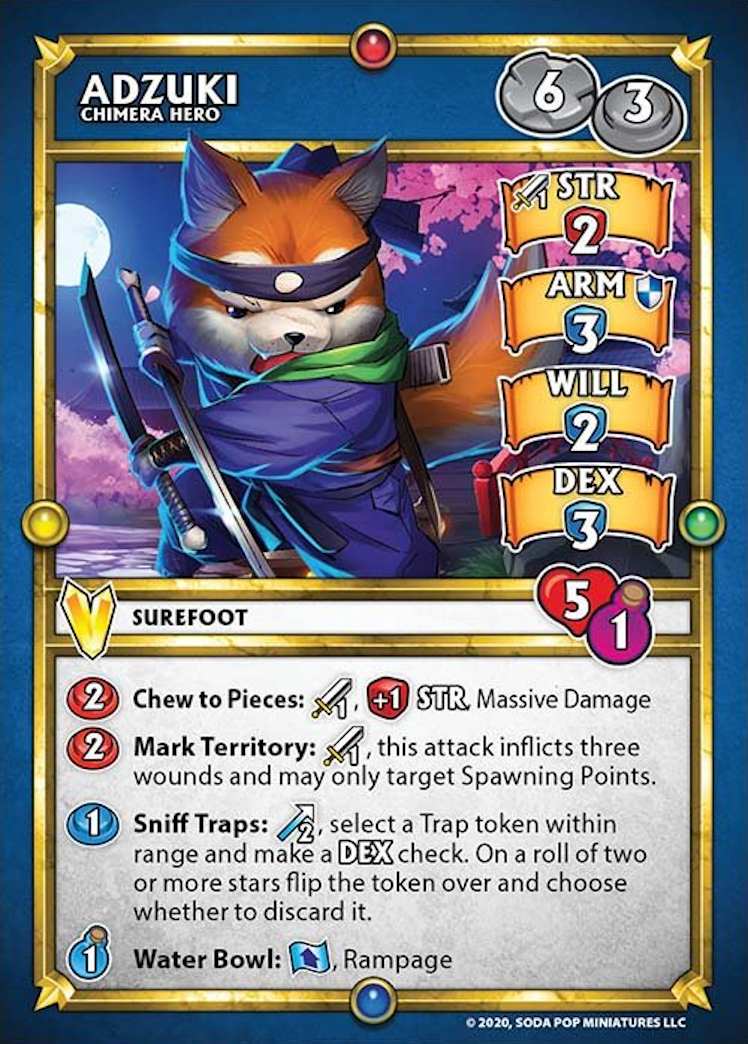 ADZUKI
CHIMERA HERO
6
3
1 STR
2
ARM
3
WILL
2
DEX
3
SUREFOOT
5
1
2 Chew to Pieces: 1, +1 STR, Massive Damage
2 Mark Territory: 1, this attack inflicts three
wounds and may only target Spawning Points.
1 Sniff Traps: 2, select a Trap token within
range and make a DEX check. On a roll of two
or more stars flip the token over and choose
whether to discard it.
1 Water Bowl: , Rampage
© 2020, SODA POP MINIATURES LLC